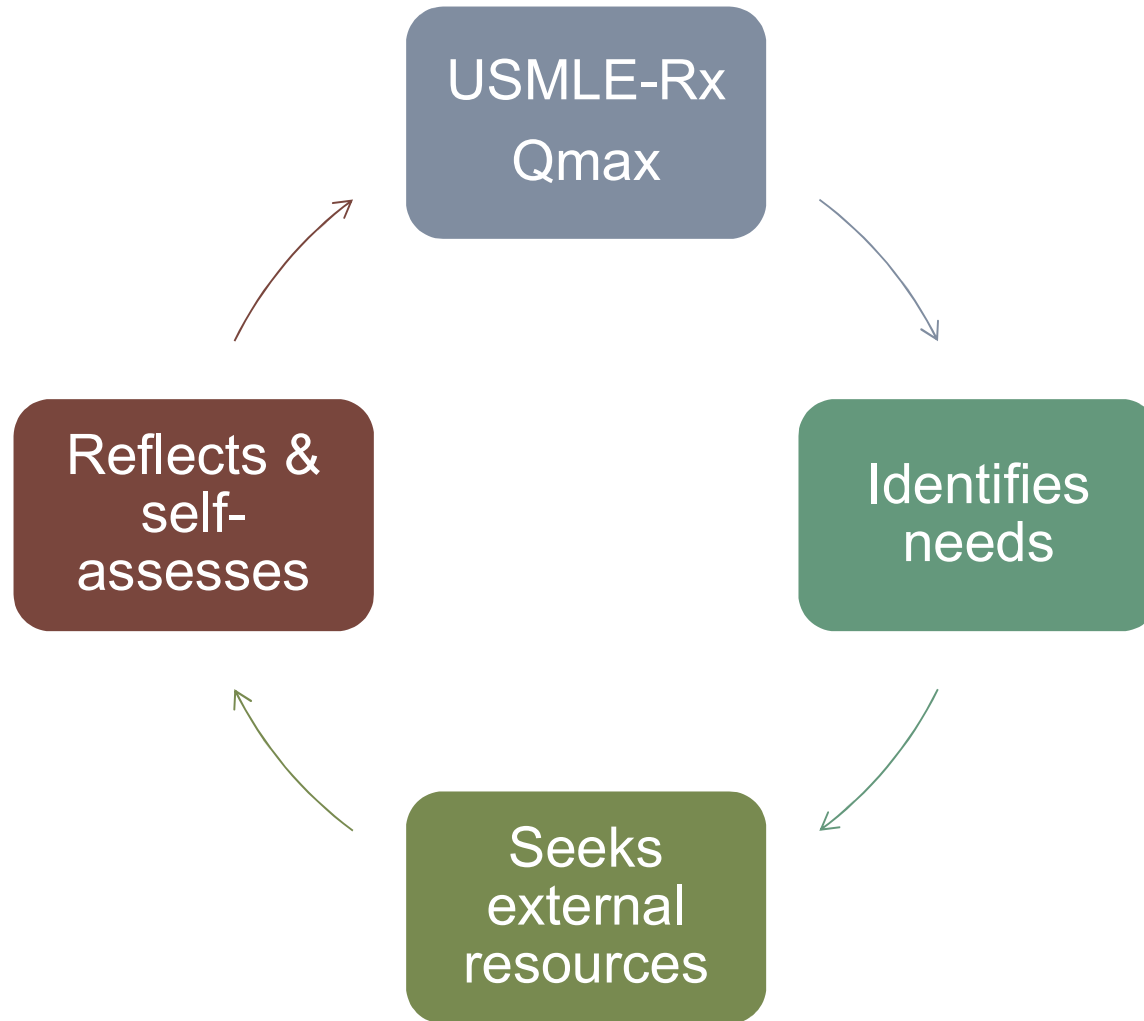 USMLE-Rx
Qmax
Identifies
needs
Seeks
external
resources
Reflects &
self-
assesses